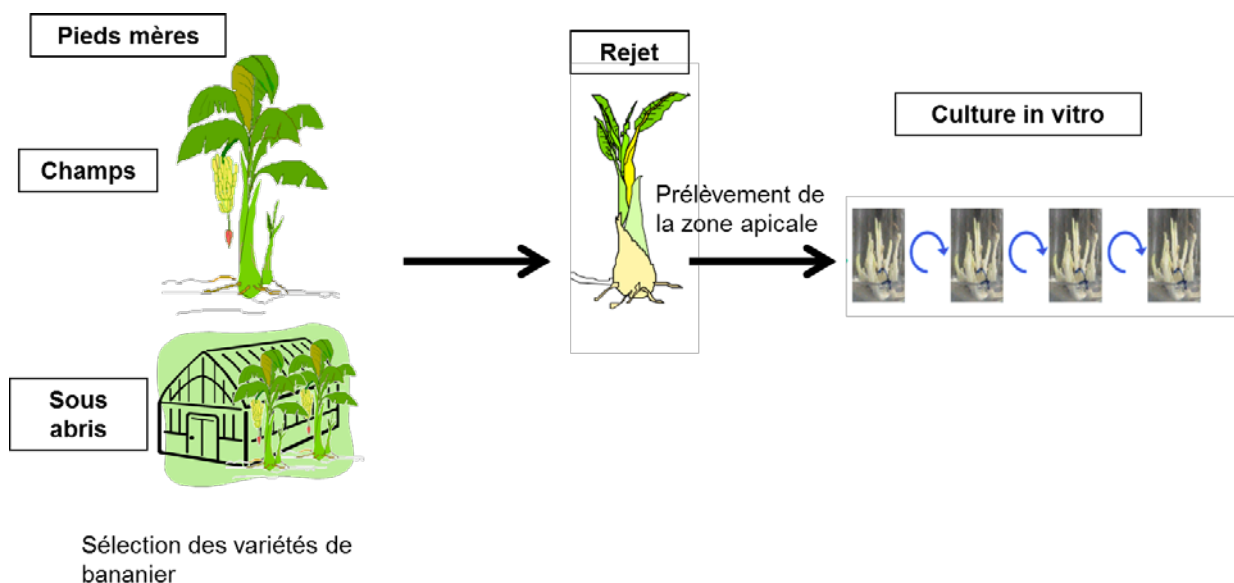 Pieds mères
Champs
Sous
abris
Sélection des variétés de
bananier
Rejet
Prélèvement de
la zone apicale
Culture in vitro